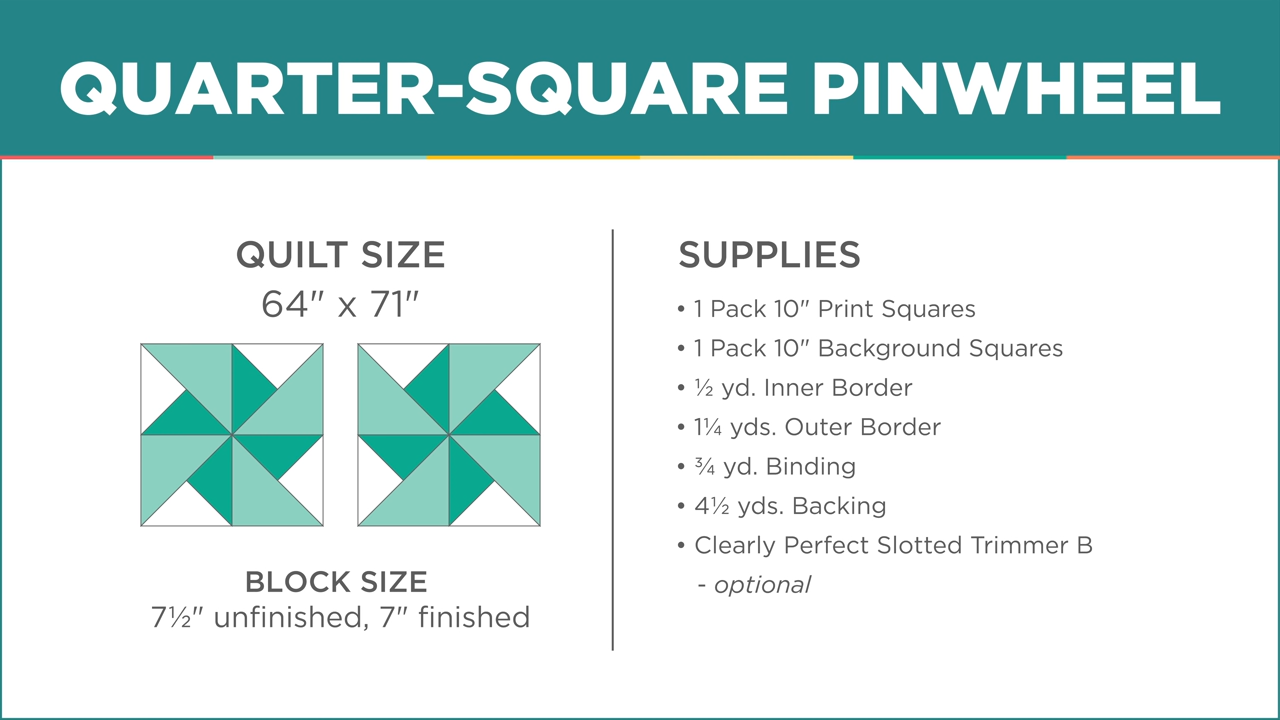 QUARTER-SQUARE PINWHEEL
QUILT SIZE
64" x 71"
BLOCK SIZE
7½" unfinished, 7" finished
SUPPLIES
• 1 Pack 10" Print Squares
• 1 Pack 10" Background Squares
• ½ yd. Inner Border
• 1¼ yds. Outer Border
• ¾ yd. Binding
• 4½ yds. Backing
• Clearly Perfect Slotted Trimmer B
- optional